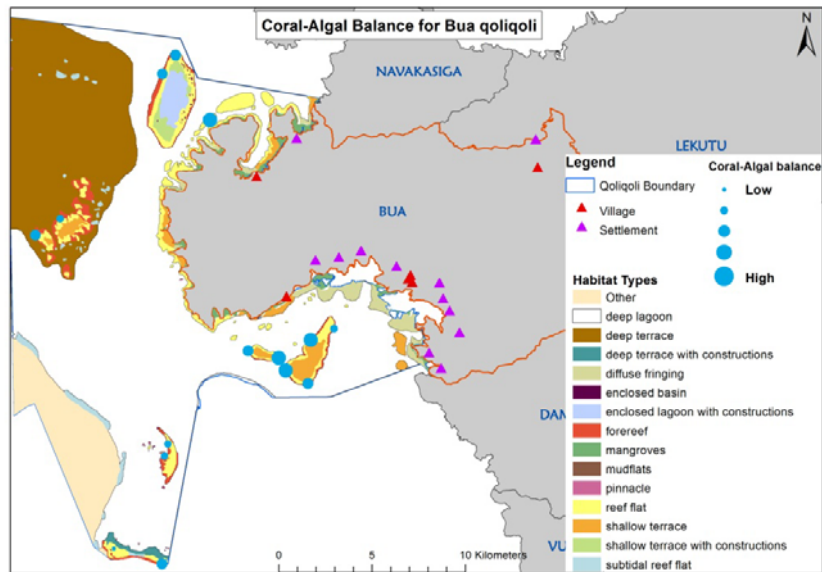 Coral-Algal Balance for Bua qoliqoli
N
NAVAKASIGA
LEKUTU
BUA
DAM
VU
Legend
Qoliqoli Boundary
Village
Settlement
Coral-Algal balance
Low
High
Habitat Types
Other
deep lagoon
deep terrace
deep terrace with constructions
diffuse fringing
enclosed basin
enclosed lagoon with constructions
forereef
mangroves
mudflats
pinnacle
reef flat
shallow terrace
shallow terrace with constructions
subtidal reef flat
0 5 10 Kilometers